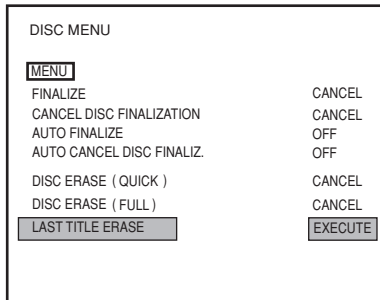 DISC MENU
MENU
FINALIZE CANCEL
CANCEL DISC FINALIZATION CANCEL
AUTO FINALIZE OFF
AUTO CANCEL DISC FINALIZ. OFF
DISC ERASE ( QUICK ) CANCEL
DISC ERASE ( FULL ) CANCEL
LAST TITLE ERASE EXECUTE